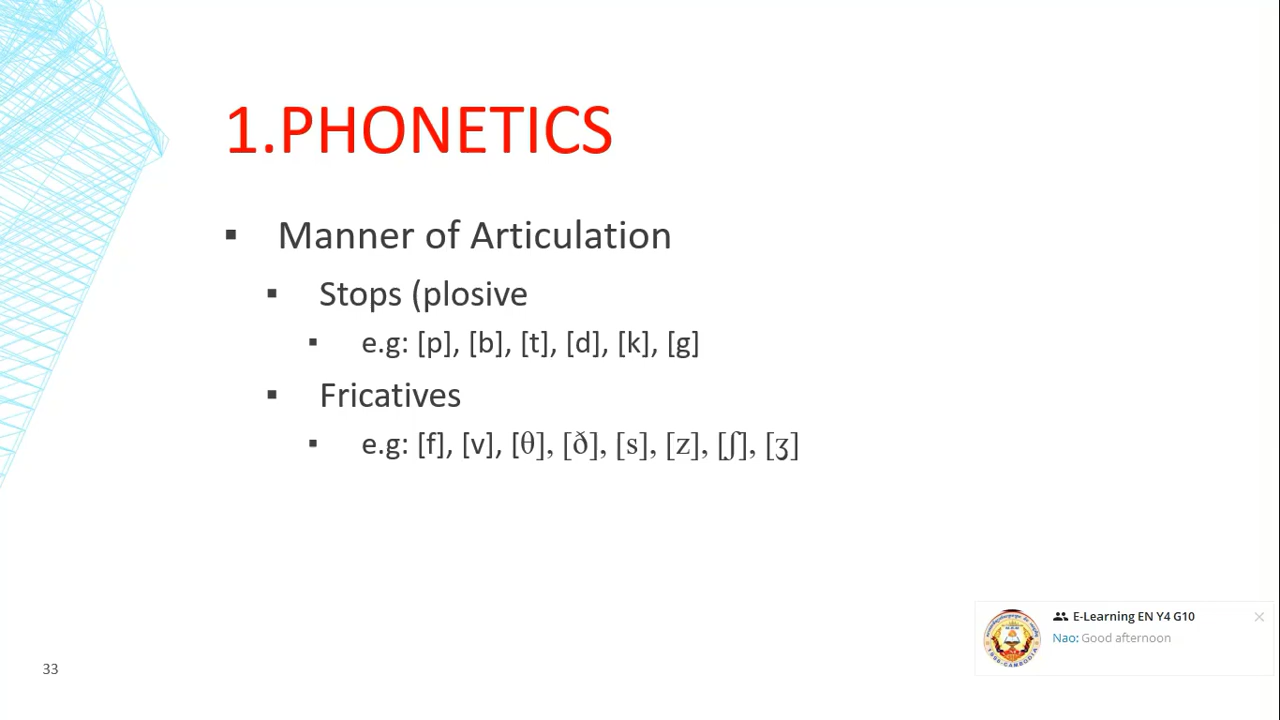 1.PHONETICS
▪ Manner of Articulation
▪ Stops (plosive
▪ e.g: [p], [b], [t], [d], [k], [g]
▪ Fricatives
▪ e.g: [f], [v], [θ], [ð], [s], [z], [ʃ], [ʒ]
E-Learning EN Y4 G10
Nao: Good afternoon
33